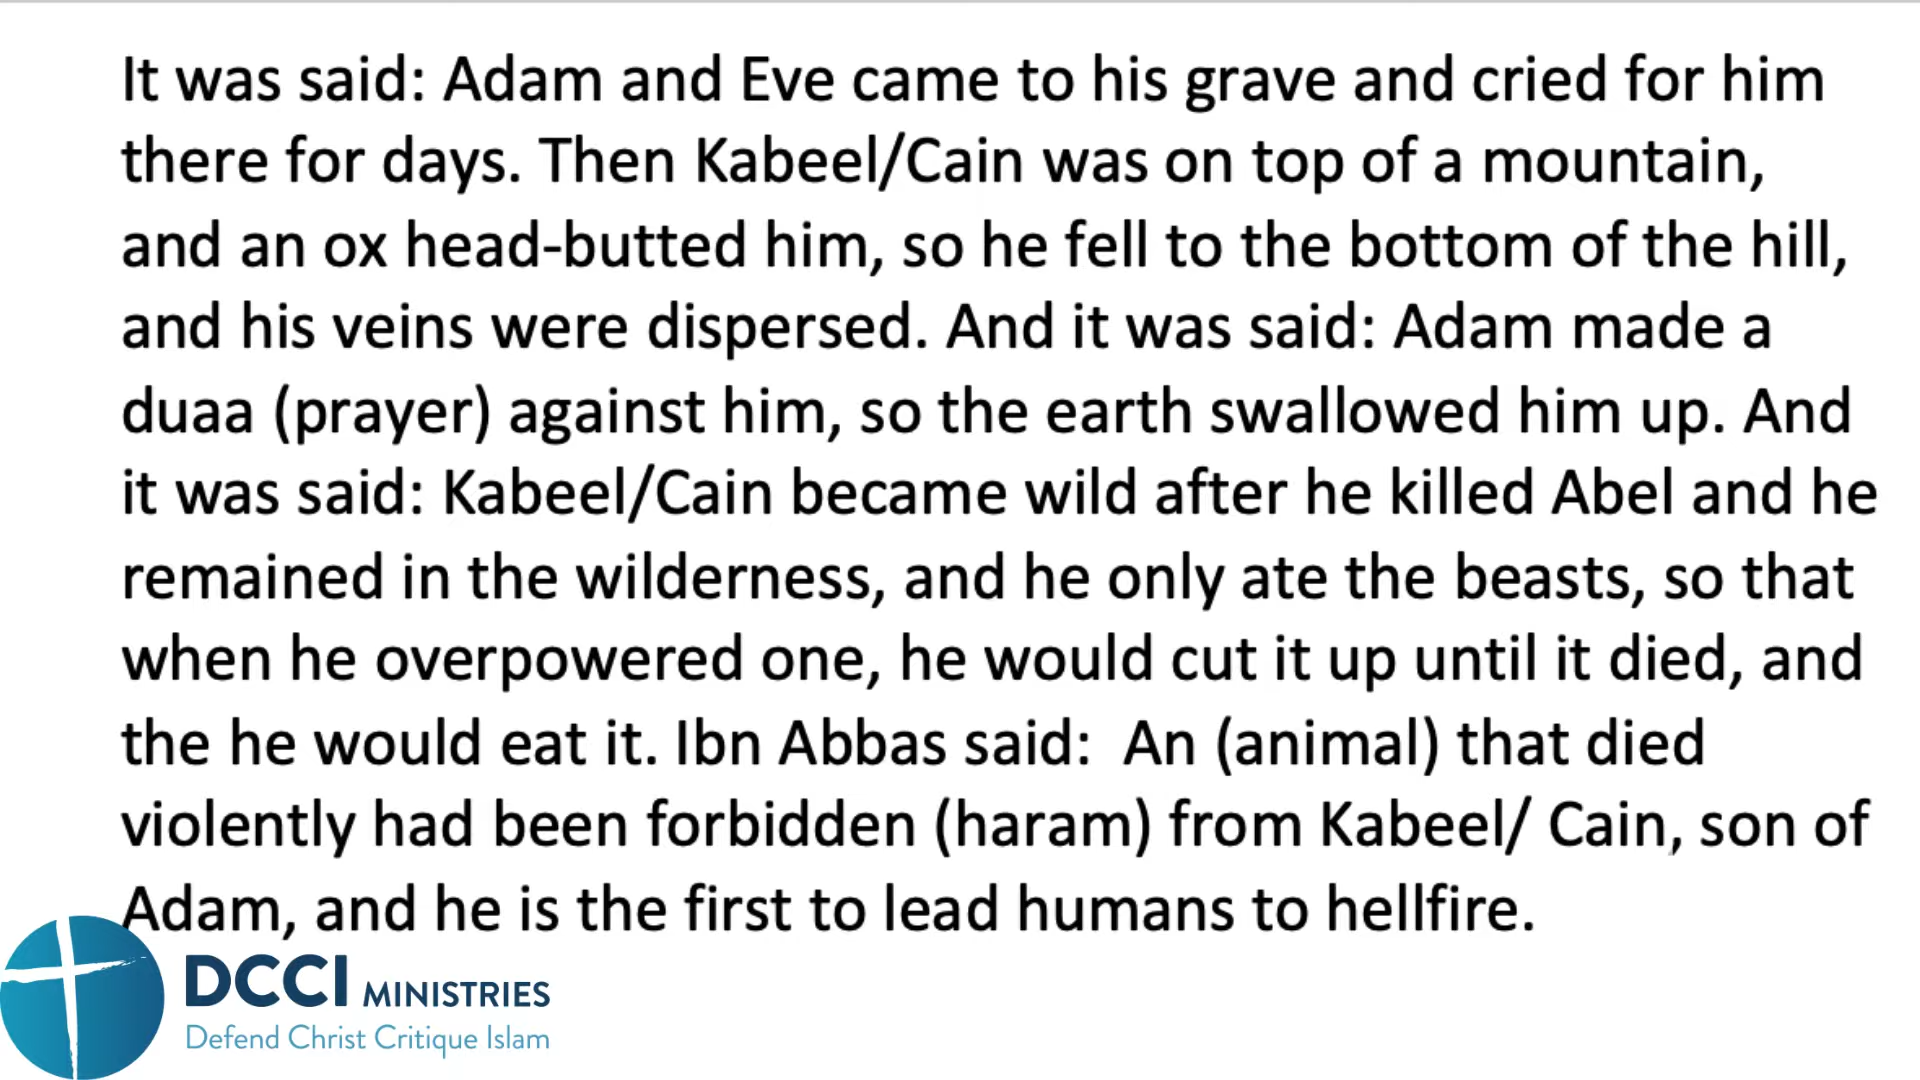 It was said: Adam and Eve came to his grave and cried for him
there for days. Then Kabeel/Cain was on top of a mountain,
and an ox head-butted him, so he fell to the bottom of the hill,
and his veins were dispersed. And it was said: Adam made a
duaa (prayer) against him, so the earth swallowed him up. And
it was said: Kabeel/Cain became wild after he killed Abel and he
remained in the wilderness, and he only ate the beasts, so that
when he overpowered one, he would cut it up until it died, and
the he would eat it. Ibn Abbas said:  An (animal) that died
violently had been forbidden (haram) from Kabeel/ Cain, son of
Adam, and he is the first to lead humans to hellfire.
DCCI MINISTRIES
Defend Christ Critique Islam